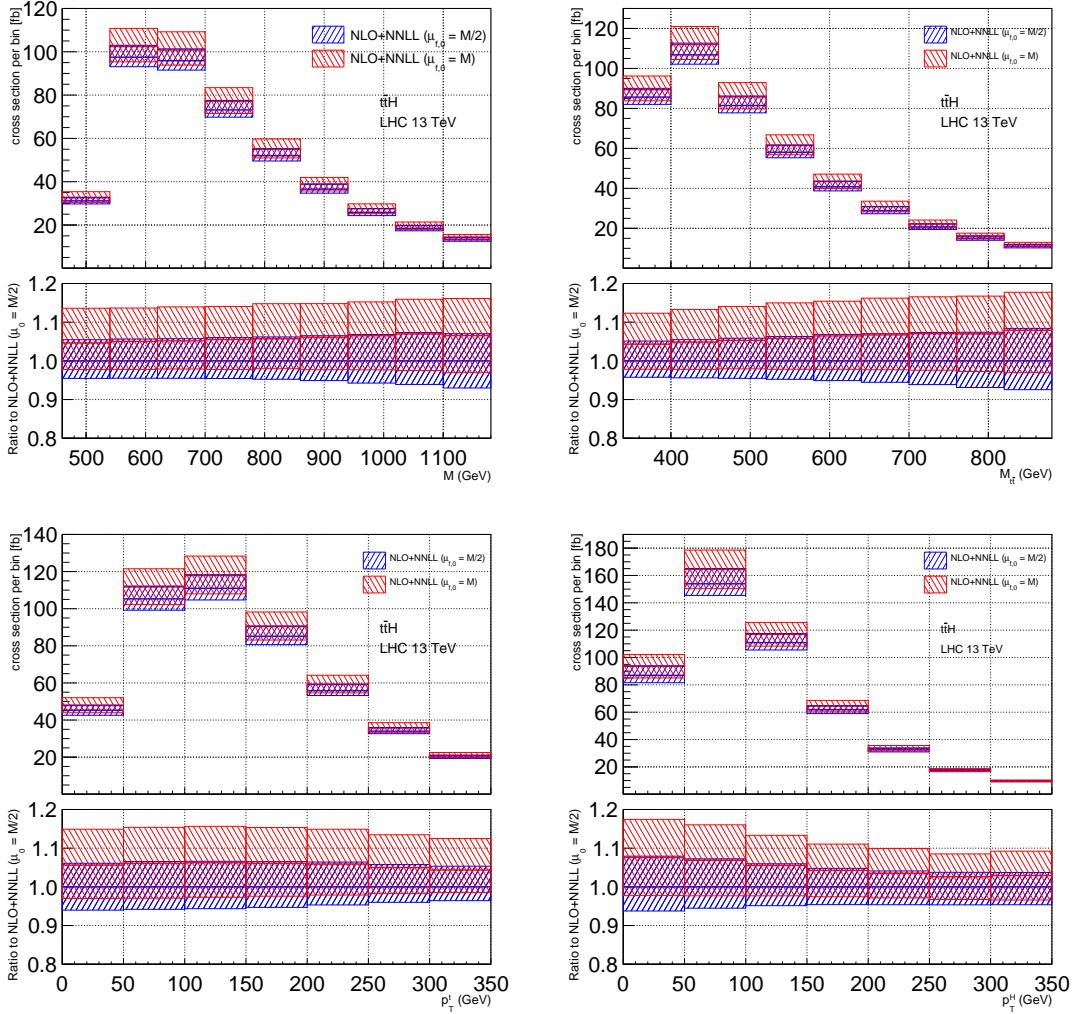 cross section per bin [fb]
120
100
80
60
40
20
NLO+NNLL (μf,0 = M/2)
NLO+NNLL (μf,0 = M)
tt̄H
LHC 13 TeV
Ratio to NLO+NNLL (μ0 = M/2)
1.2
1.1
1.0
0.9
0.8
500 600 700 800 900 1000 1100
M (GeV)
cross section per bin [fb]
120
100
80
60
40
20
NLO+NNLL (μf,0 = M/2)
NLO+NNLL (μf,0 = M)
tt̄H
LHC 13 TeV
Ratio to NLO+NNLL (μ0 = M/2)
1.2
1.1
1.0
0.9
0.8
400 500 600 700 800
Mtt̄ (GeV)
cross section per bin [fb]
140
120
100
80
60
40
20
NLO+NNLL (μf,0 = M/2)
NLO+NNLL (μf,0 = M)
tt̄H
LHC 13 TeV
Ratio to NLO+NNLL (μ0 = M/2)
1.2
1.1
1.0
0.9
0.8
0 50 100 150 200 250 300 350
pTt (GeV)
cross section per bin [fb]
180
160
140
120
100
80
60
40
20
NLO+NNLL (μf,0 = M/2)
NLO+NNLL (μf,0 = M)
tt̄H
LHC 13 TeV
Ratio to NLO+NNLL (μ0 = M/2)
1.2
1.1
1.0
0.9
0.8
0 50 100 150 200 250 300 350
pTH (GeV)